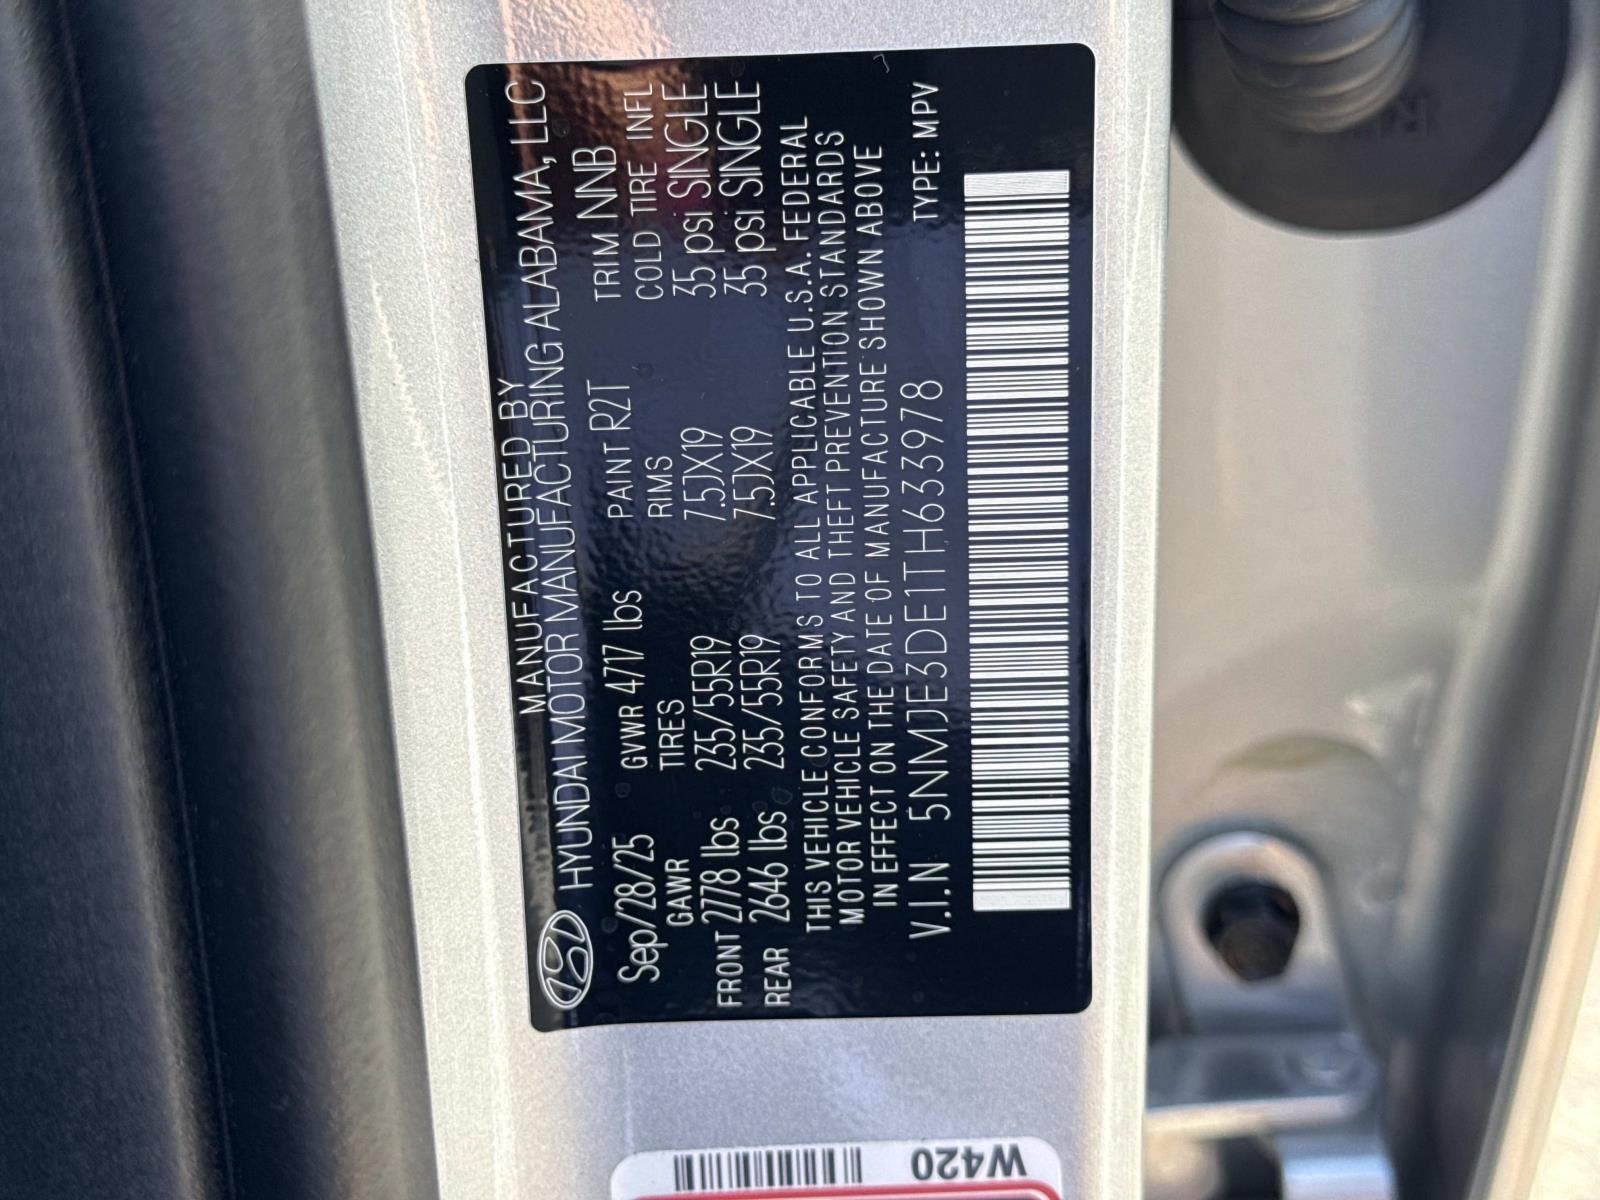 MANUFACTURED BY
HYUNDAI MOTOR MANUFACTURING ALABAMA, LLC
Sep/28/25 GVWR 4717 lbs PAINT R2T TRIM NNB
GAWR TIRES RIMS COLD TIRE INFL
FRONT 2778 lbs 235/55R19 7.5JX19 35 psi SINGLE
REAR 2646 lbs 235/55R19 7.5JX19 35 psi SINGLE
THIS VEHICLE CONFORMS TO ALL APPLICABLE U.S.A. FEDERAL
MOTOR VEHICLE SAFETY AND THEFT PREVENTION STANDARDS
IN EFFECT ON THE DATE OF MANUFACTURE SHOWN ABOVE
V.I.N 5NMJE3DE1TH633978 TYPE: MPV
W420